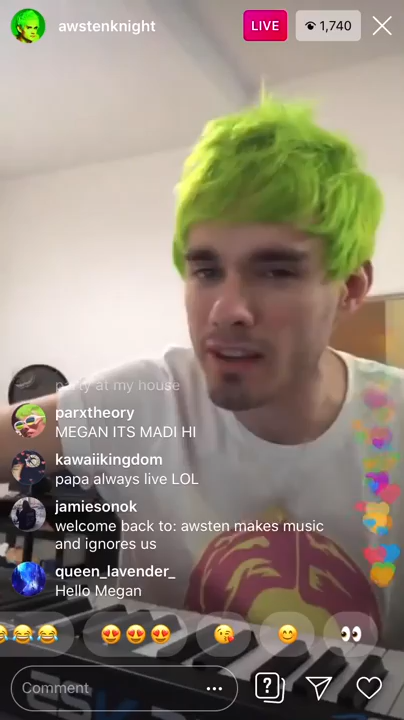 awstenknight
LIVE
1,740
party at my house
parxtheory
MEGAN ITS MADI HI
kawaiikingdom
papa always live LOL
jamiesonok
welcome back to: awsten makes music
and ignores us
queen_lavender_
Hello Megan
Comment